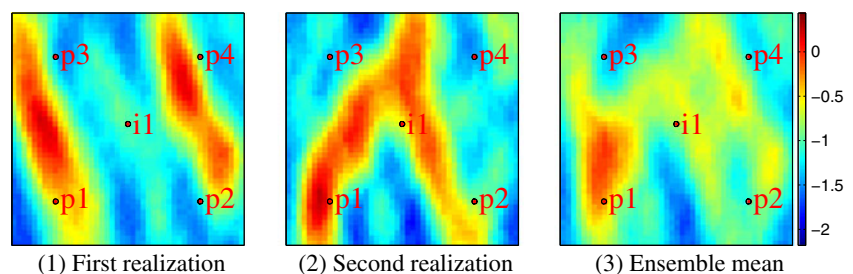 p3 p4
i1
p1 p2
(1) First realization
p3 p4
i1
p1 p2
(2) Second realization
p3 p4
i1
p1 p2
(3) Ensemble mean
0
−0.5
−1
−1.5
−2